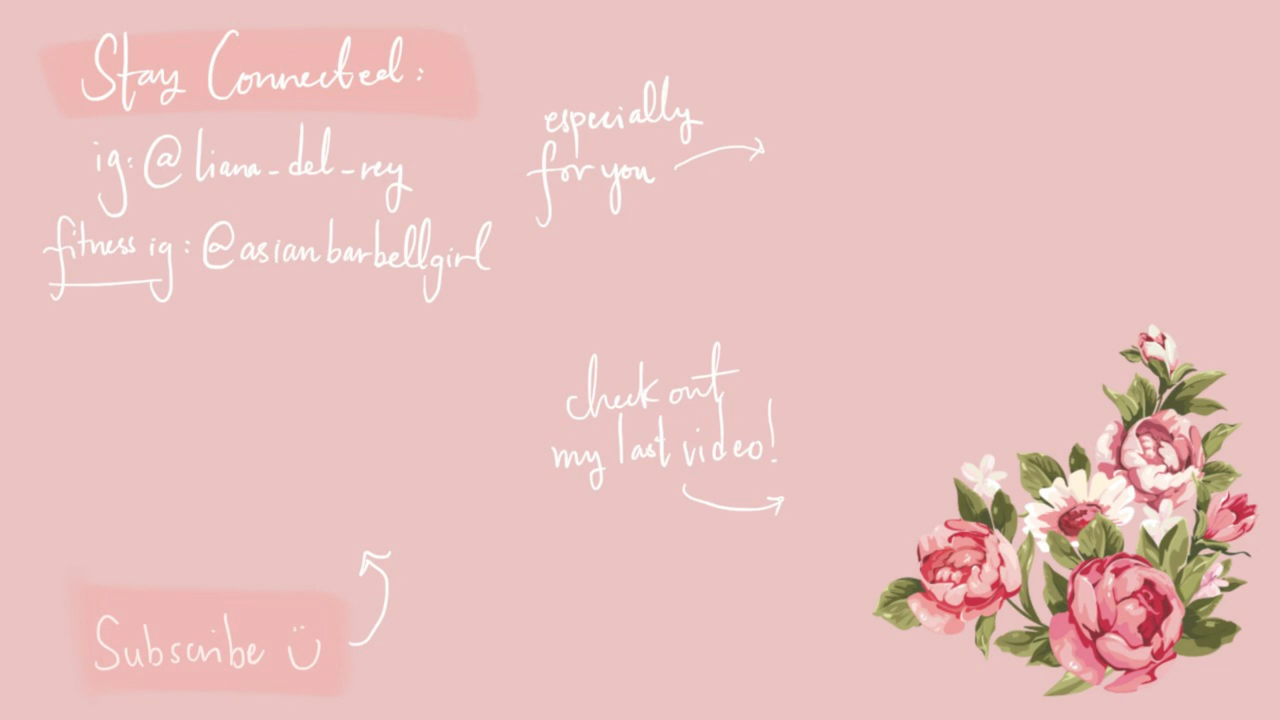 Stay Connected:
ig: @liana_del_rey
fitness ig: @asianbarbellgirl
especially
for you
check out
my last video!
Subscribe